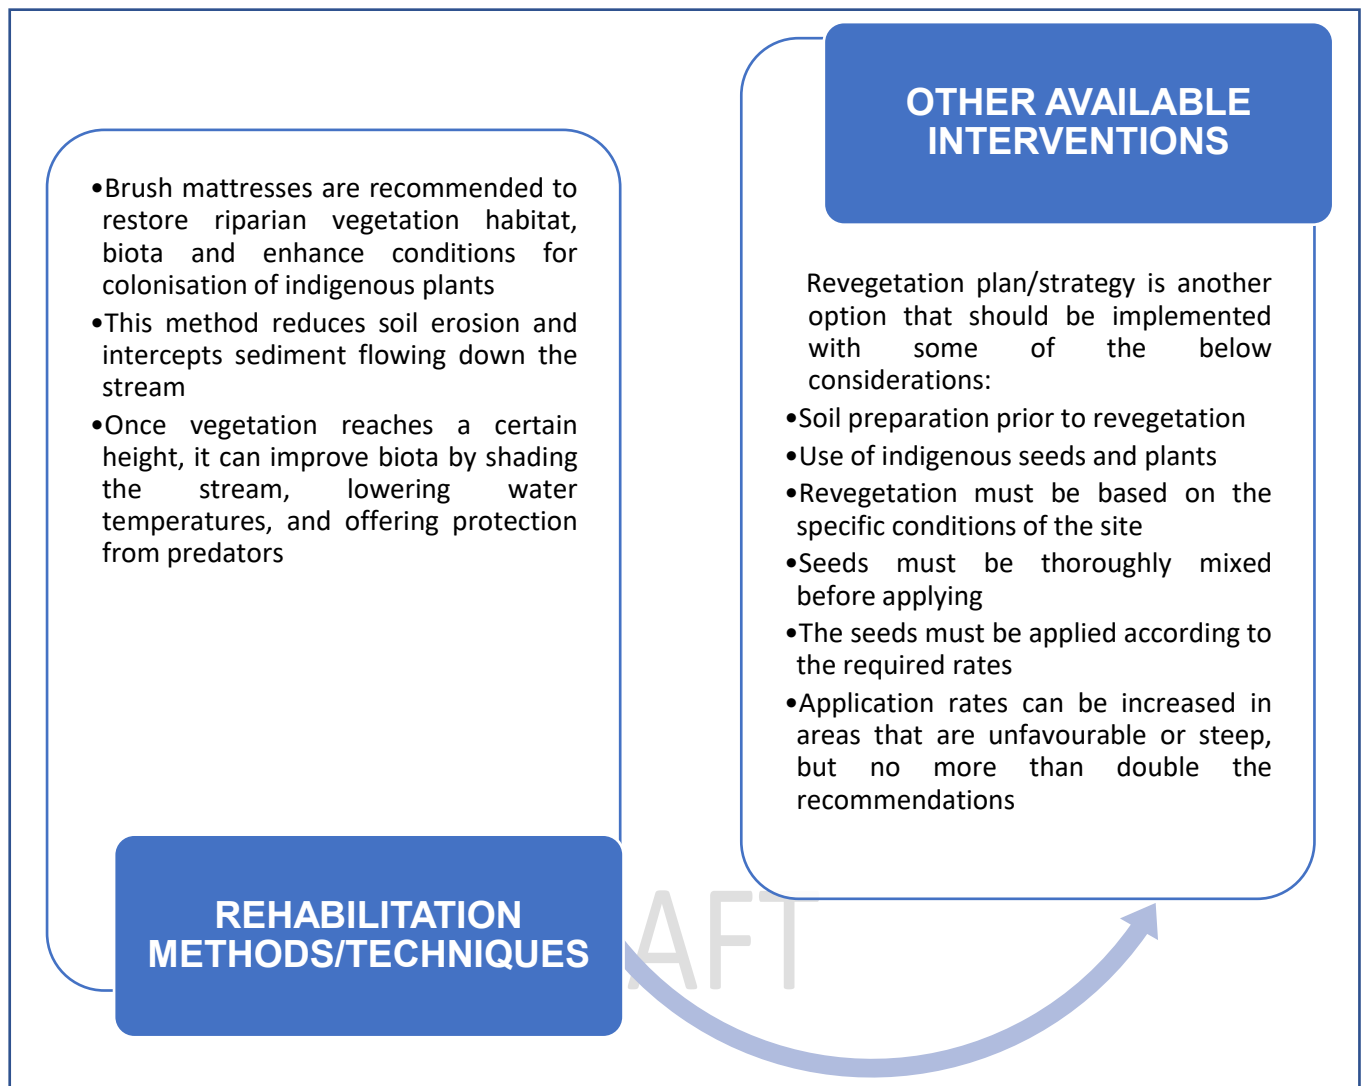 •Brush mattresses are recommended to
restore riparian vegetation habitat,
biota and enhance conditions for
colonisation of indigenous plants
•This method reduces soil erosion and
intercepts sediment flowing down the
stream
•Once vegetation reaches a certain
height, it can improve biota by shading
the stream, lowering water
temperatures, and offering protection
from predators
REHABILITATION
METHODS/TECHNIQUES
OTHER AVAILABLE
INTERVENTIONS
Revegetation plan/strategy is another
option that should be implemented
with some of the below
considerations:
•Soil preparation prior to revegetation
•Use of indigenous seeds and plants
•Revegetation must be based on the
specific conditions of the site
•Seeds must be thoroughly mixed
before applying
•The seeds must be applied according to
the required rates
•Application rates can be increased in
areas that are unfavourable or steep,
but no more than double the
recommendations
AFT